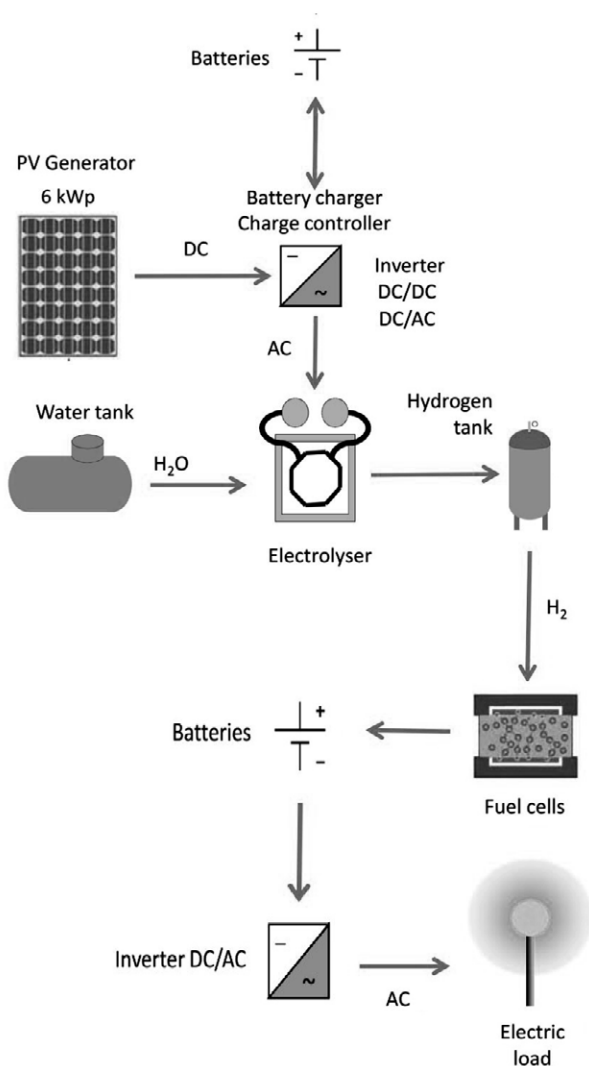 Batteries
+
–
PV Generator
6 kWp
Battery charger
Charge controller
DC
–
~
Inverter
DC/DC
DC/AC
AC
Water tank
Hydrogen
tank
H₂O
Electrolyser
H₂
Batteries
+
–
Fuel cells
Inverter DC/AC
–
~
AC
Electric
load